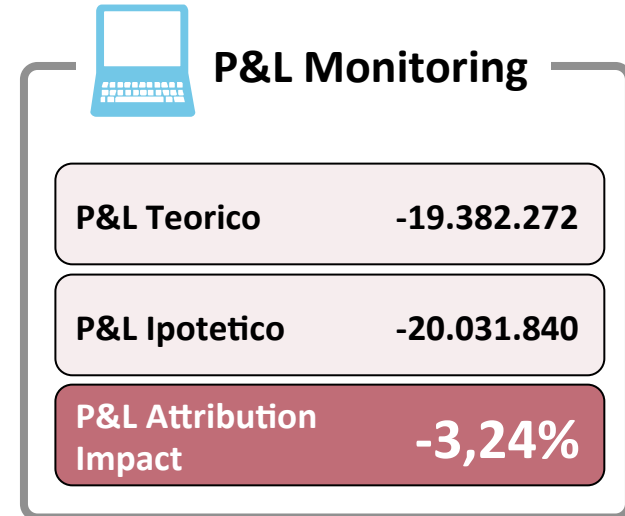 P&L Monitoring
P&L Teorico -19.382.272
P&L Ipotetico -20.031.840
P&L Attribution
Impact
-3,24%